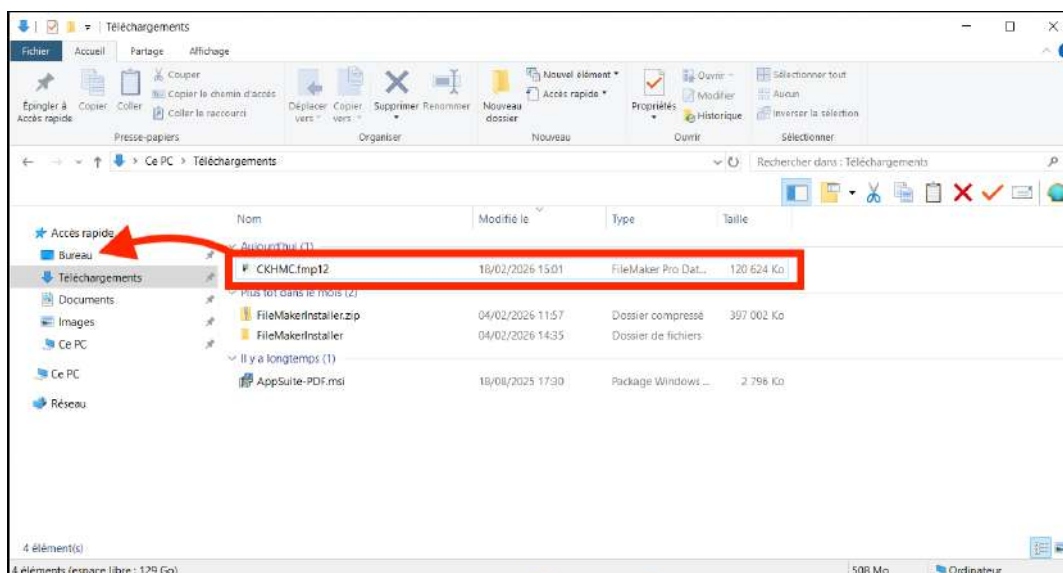 Téléchargements
Fichier Accueil Partage Affichage
Épingler à Accès rapide
Copier
Coller
Couper
Copier le chemin d'accès
Coller le raccourci
Déplacer vers
Copier vers
Supprimer
Renommer
Nouveau dossier
Nouvel élément
Accès rapide
Propriétés
Ouvrir
Modifier
Historique
Sélectionner tout
Aucun
Inverser la sélection
Presse-papiers Organiser Nouveau Ouvrir Sélectionner
Ce PC > Téléchargements
Rechercher dans : Téléchargements
Nom Modifié le Type Taille
Accès rapide
Bureau
Téléchargements
Documents
Images
Ce PC
Ce PC
Réseau
Aujourd'hui (1)
CKHMC.fmp12 18/02/2026 15:01 FileMaker Pro Dat... 120 624 Ko
Plus tôt dans le mois (2)
FileMakerInstaller.zip 04/02/2026 11:57 Dossier compressé 397 002 Ko
FileMakerInstaller 04/02/2026 14:35 Dossier de fichiers
Il y a longtemps (1)
AppSuite-PDF.msi 18/08/2025 17:30 Package Windows ... 2 796 Ko
4 élément(s)
4 éléments (espace libre : 129 Go) 508 Mo Ordinateur